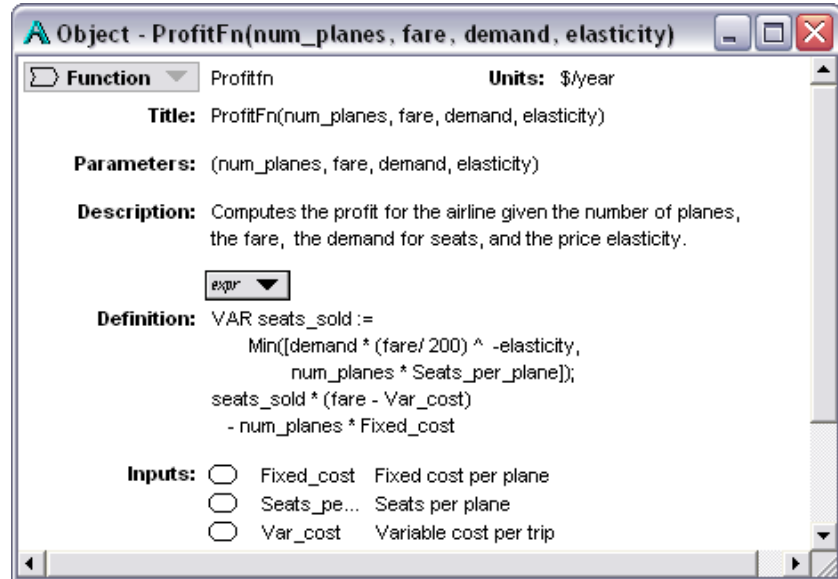 Object - ProfitFn(num_planes, fare, demand, elasticity)
Function Profitfn Units: $/year
Title: ProfitFn(num_planes, fare, demand, elasticity)
Parameters: (num_planes, fare, demand, elasticity)
Description: Computes the profit for the airline given the number of planes,
the fare, the demand for seats, and the price elasticity.
expr
Definition: VAR seats_sold :=
Min([demand * (fare/ 200) ^ -elasticity,
num_planes * Seats_per_plane]);
seats_sold * (fare - Var_cost)
- num_planes * Fixed_cost
Inputs: Fixed_cost Fixed cost per plane
Seats_pe... Seats per plane
Var_cost Variable cost per trip